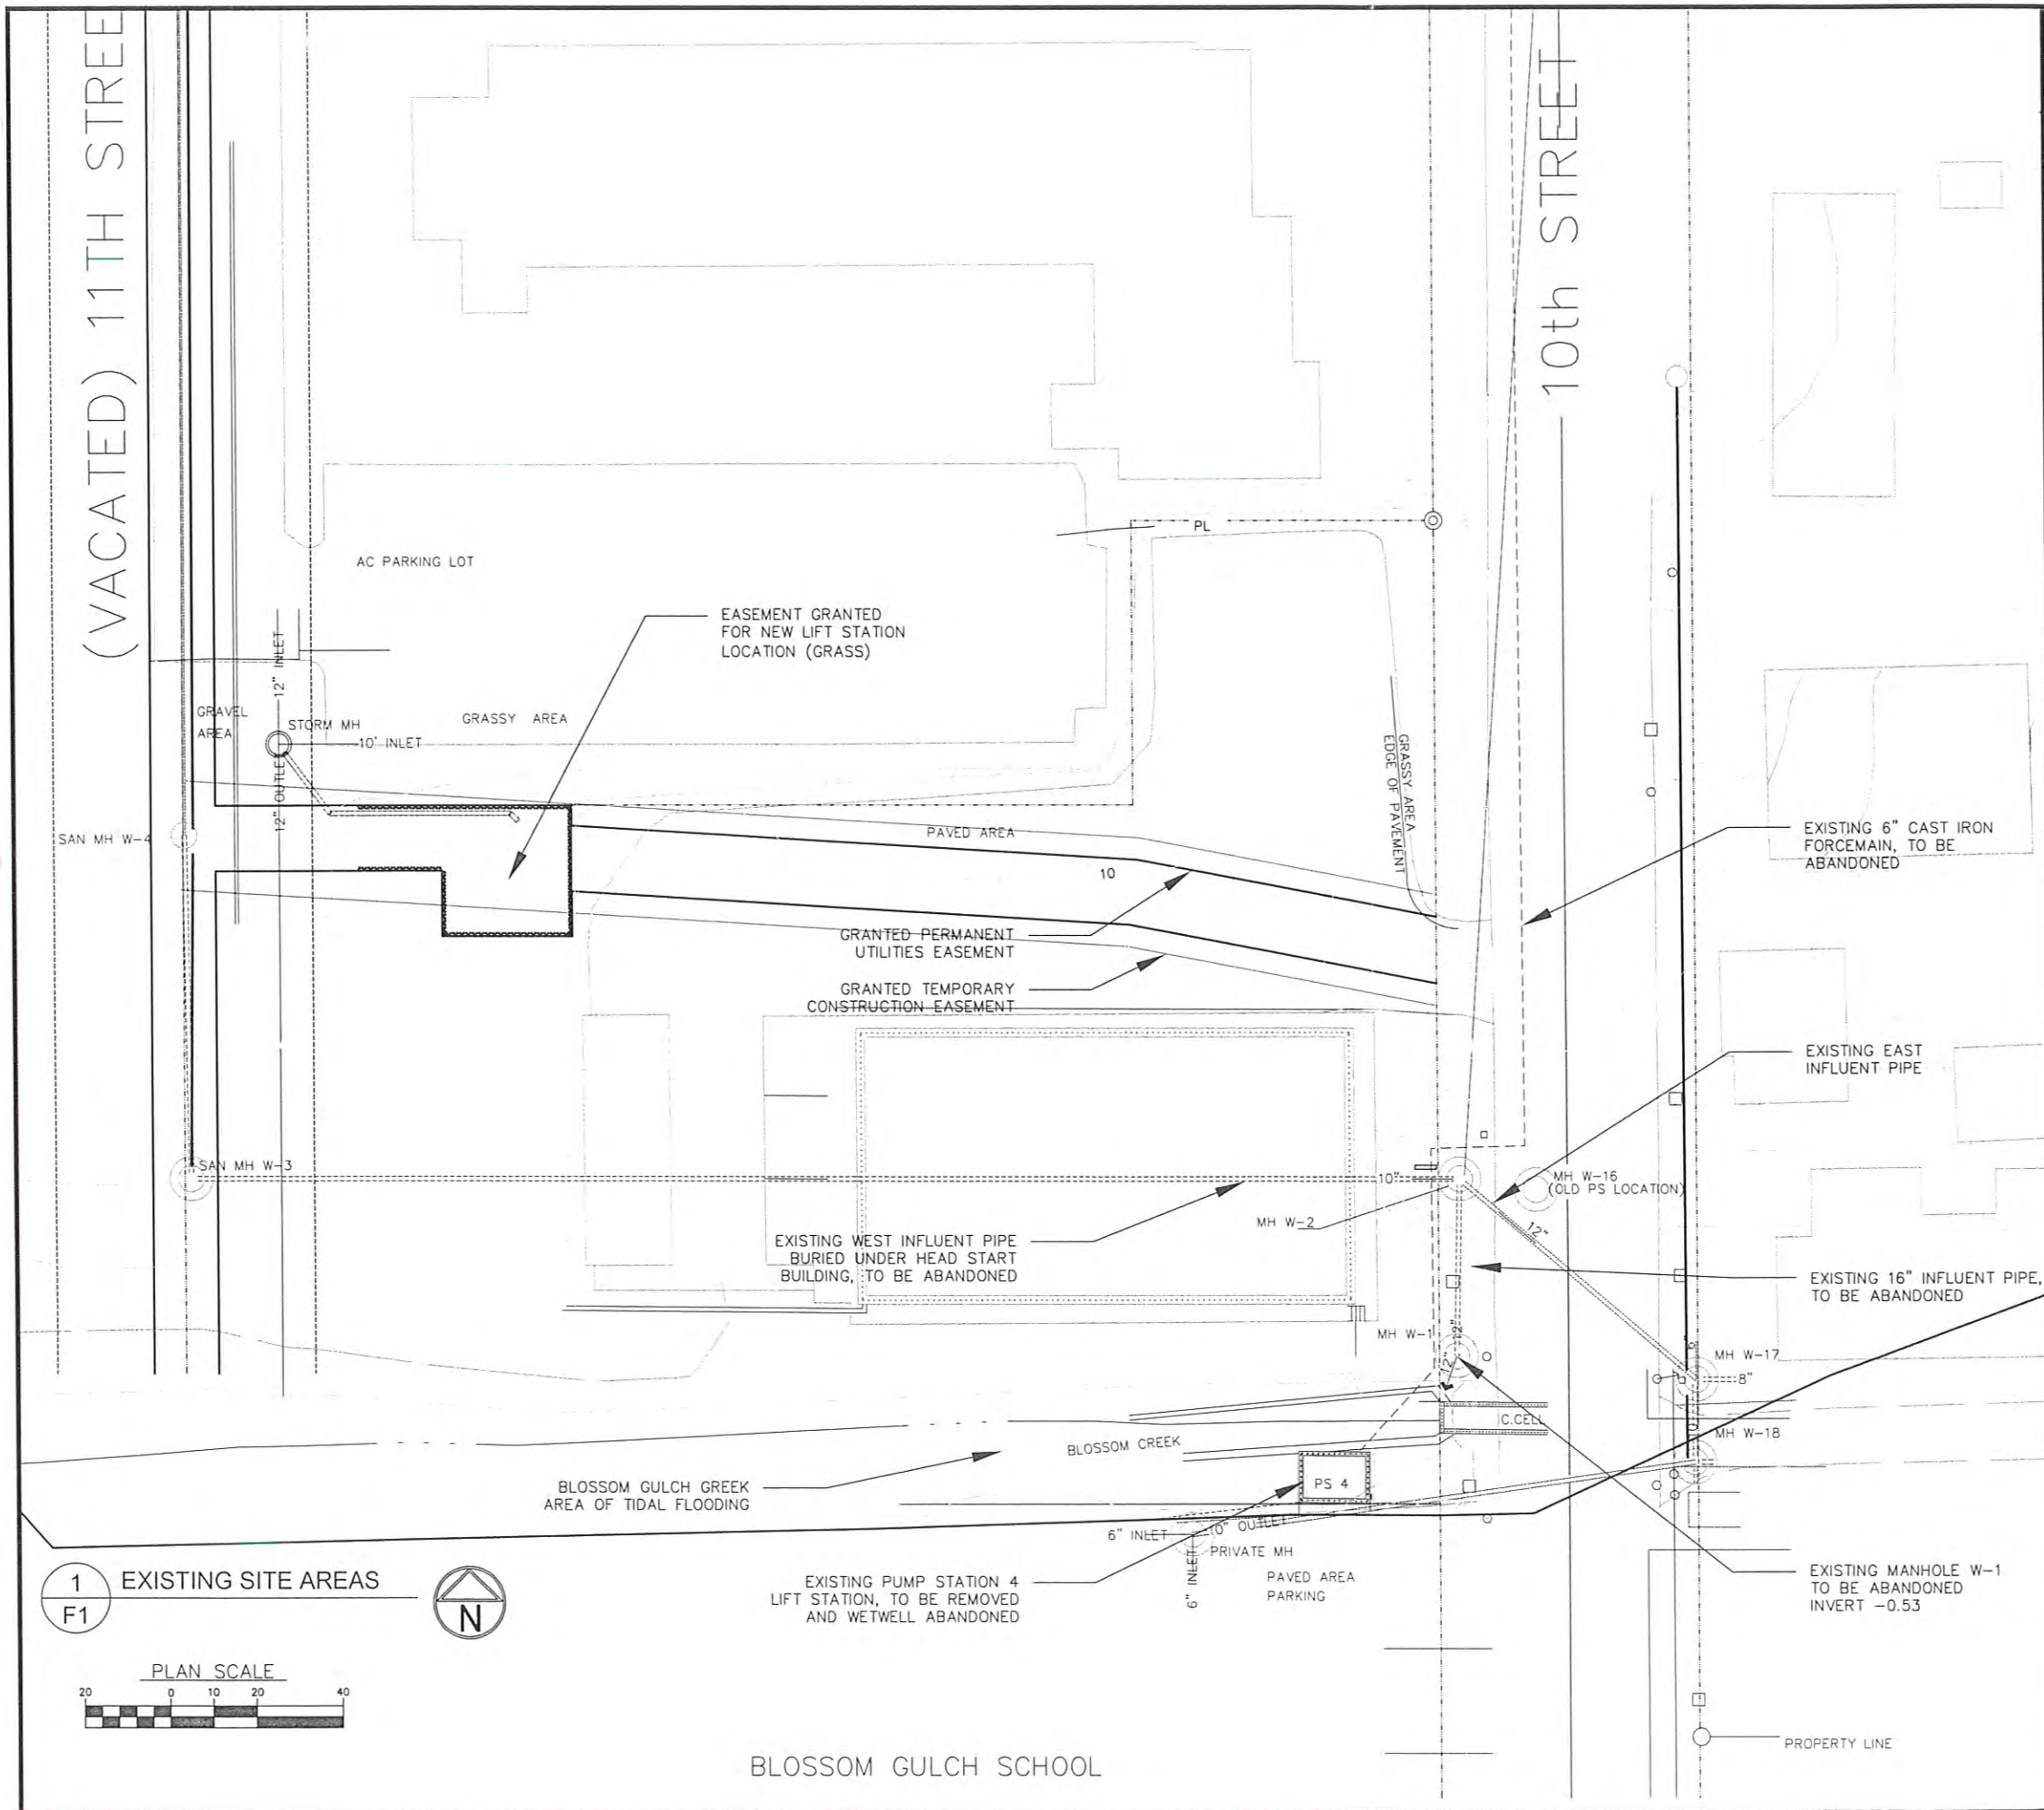 (VACATED) 11TH STREE
10th STREET
PL
AC PARKING LOT
EASEMENT GRANTED
FOR NEW LIFT STATION
LOCATION (GRASS)
12" INLET
GRAVEL
AREA
STORM MH
GRASSY AREA
10' INLET
12" OUTLE
GRASSY AREA
EDGE OF PAVEMENT
SAN MH W-4
PAVED AREA
EXISTING 6" CAST IRON
FORCEMAIN, TO BE
ABANDONED
10
GRANTED PERMANENT
UTILITIES EASEMENT
GRANTED TEMPORARY
CONSTRUCTION EASEMENT
EXISTING EAST
INFLUENT PIPE
SAN MH W-3
10"
MH W-16
(OLD PS LOCATION)
MH W-2
12"
EXISTING WEST INFLUENT PIPE
BURIED UNDER HEAD START
BUILDING, TO BE ABANDONED
EXISTING 16" INFLUENT PIPE,
TO BE ABANDONED
MH W-1
12"
12"
MH W-17
8"
C.CELL
MH W-18
BLOSSOM CREEK
BLOSSOM GULCH GREEK
AREA OF TIDAL FLOODING
PS 4
6" INLET
10" OUTLET
PRIVATE MH
6" INLET
PAVED AREA
PARKING
1
F1
EXISTING SITE AREAS
N
EXISTING PUMP STATION 4
LIFT STATION, TO BE REMOVED
AND WETWELL ABANDONED
EXISTING MANHOLE W-1
TO BE ABANDONED
INVERT -0.53
PLAN SCALE
20 0 10 20 40
PROPERTY LINE
BLOSSOM GULCH SCHOOL